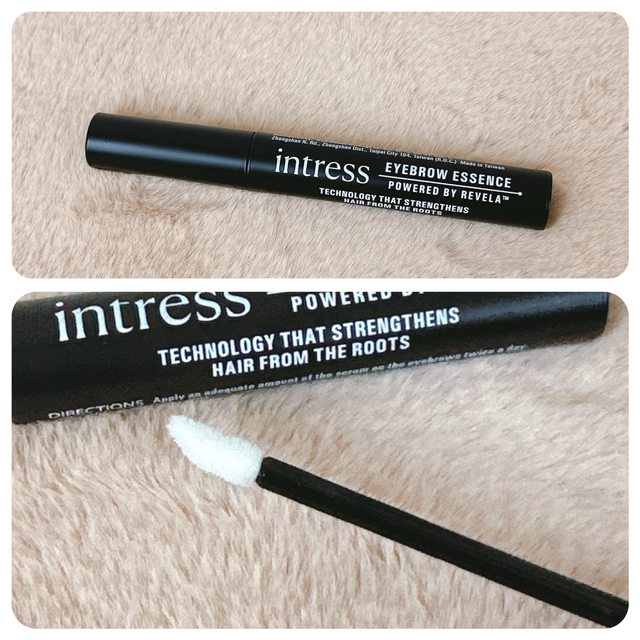 Zhongshan N. Rd., Zhongshan Dist., Taipei City 104, Taiwan (R.O.C.) Made in Taiwan
intress EYEBROW ESSENCE
POWERED BY REVELA™
TECHNOLOGY THAT STRENGTHENS
HAIR FROM THE ROOTS
intress
POWERED BY
TECHNOLOGY THAT STRENGTHENS
HAIR FROM THE ROOTS
DIRECTIONS Apply an adequate amount of the serum on the eyebrows twice a day.